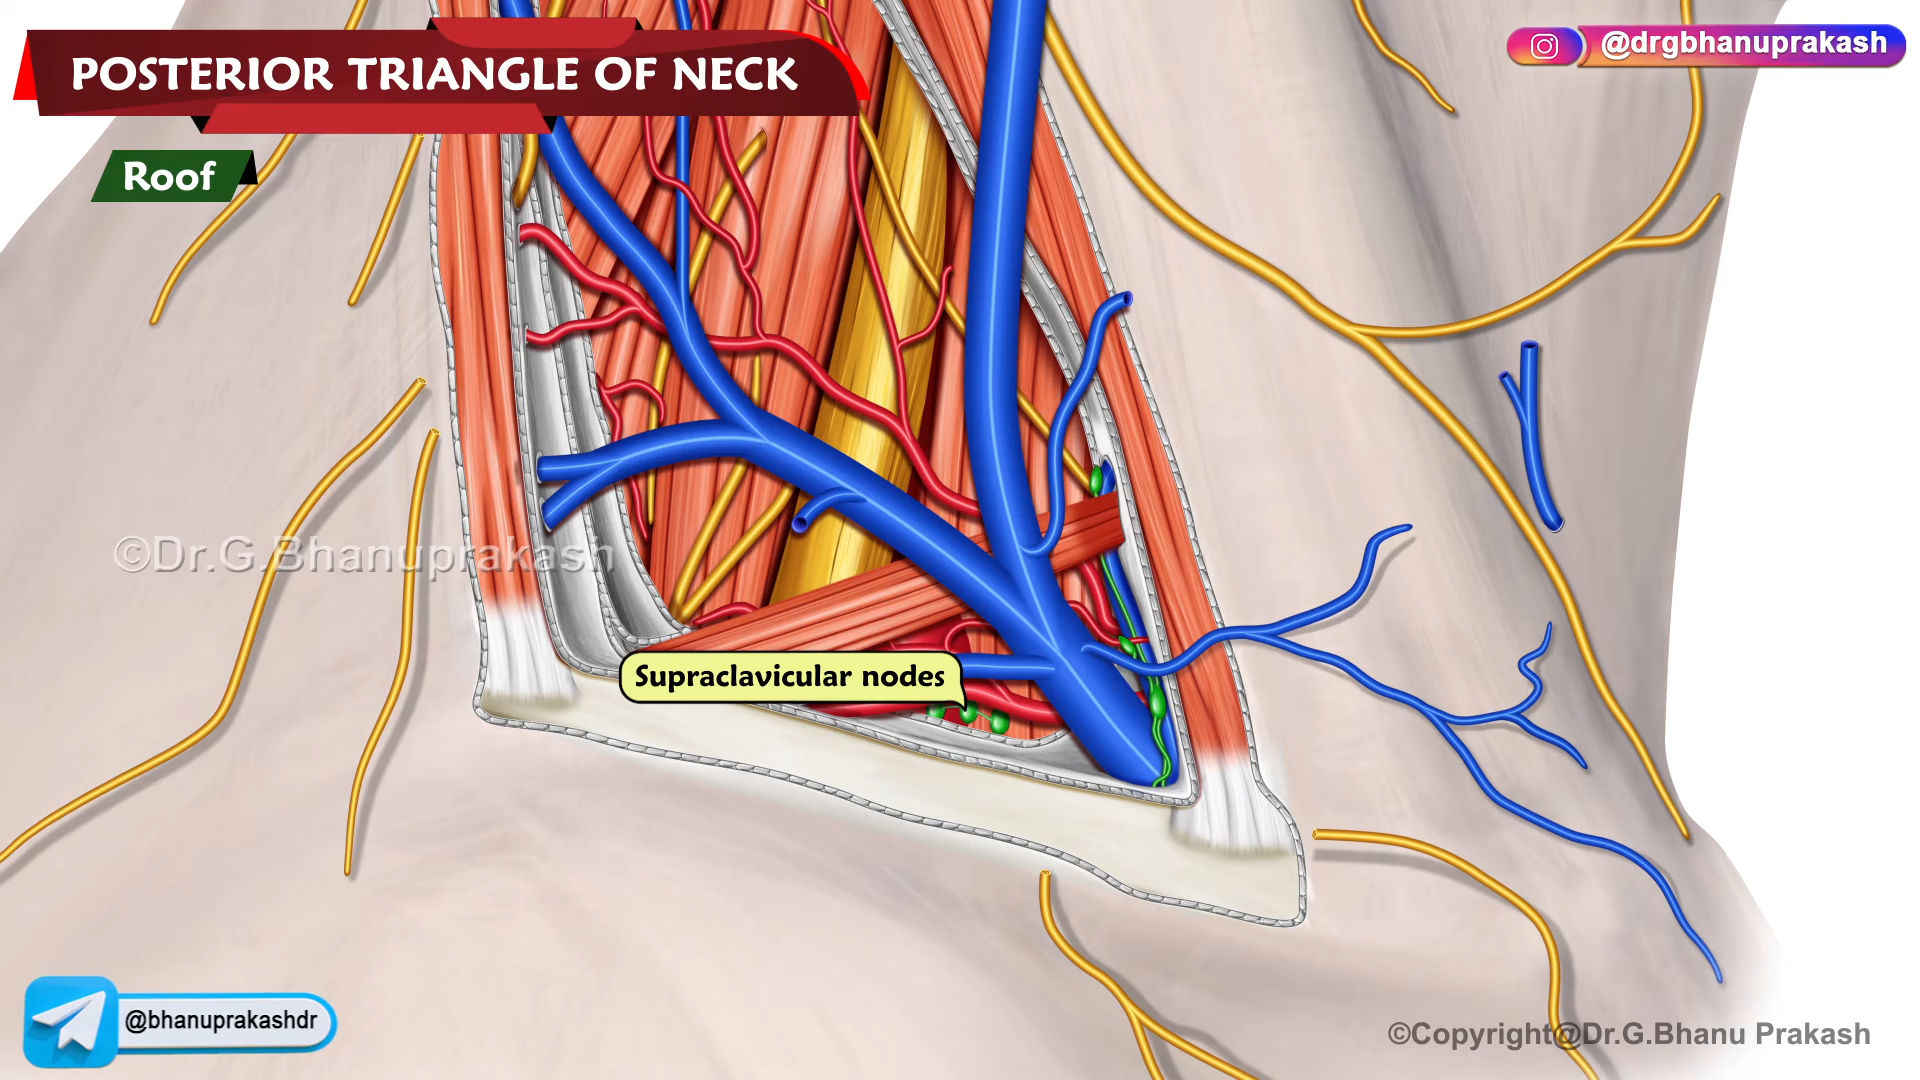 POSTERIOR TRIANGLE OF NECK
@drgbhanuprakash
Roof
©Dr.G.Bhanuprakash
Supraclavicular nodes
@bhanuprakashdr
©Copyright@Dr.G.Bhanu Prakash